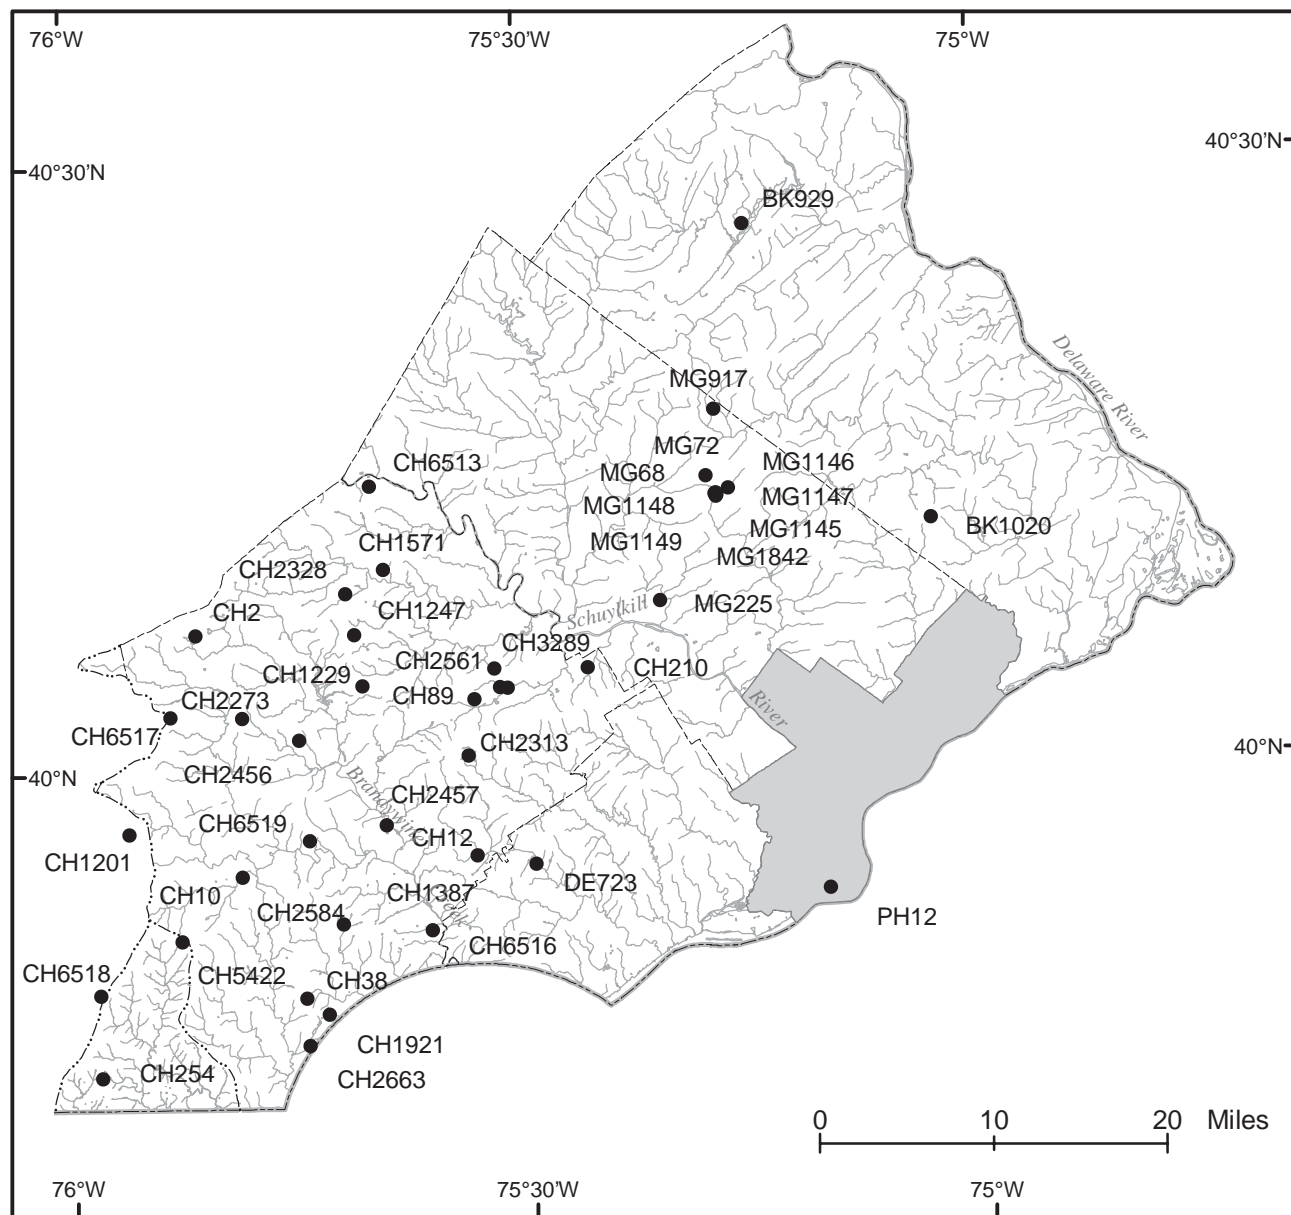 76°W
75°30'W
75°W
40°30'N
40°30'N
BK929
Delaware River
MG917
MG72
MG68
MG1146
CH6513
MG1147
MG1148
MG1145
BK1020
MG1149
MG1842
CH1571
CH2328
CH2
CH1247
Schuylkill
MG225
CH3289
CH2561
CH210
CH1229
CH89
CH2273
River
CH6517
CH2313
40°N
40°N
CH2456
Brandywine
CH2457
CH6519
CH12
CH1201
DE723
CH10
CH1387
CH2584
PH12
CH6516
CH6518
CH5422
CH38
CH1921
CH254
CH2663
0 10 20 Miles
76°W
75°30'W
75°W